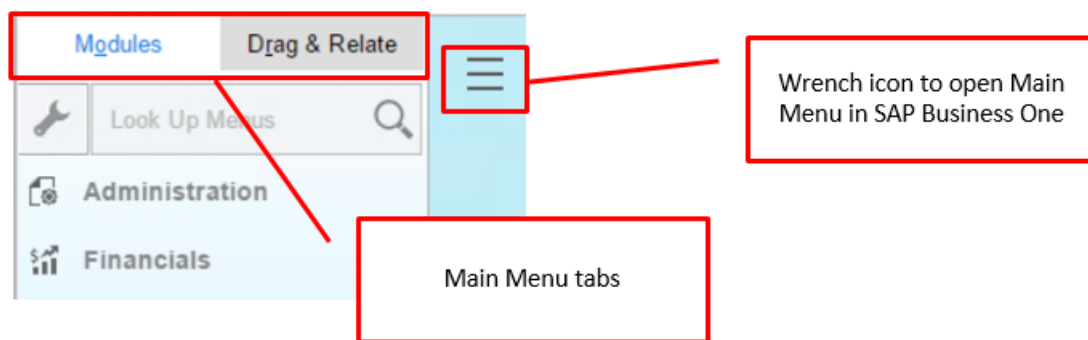 Modules Drag & Relate
Look Up Menus
Administration
Financials
Wrench icon to open Main
Menu in SAP Business One
Main Menu tabs